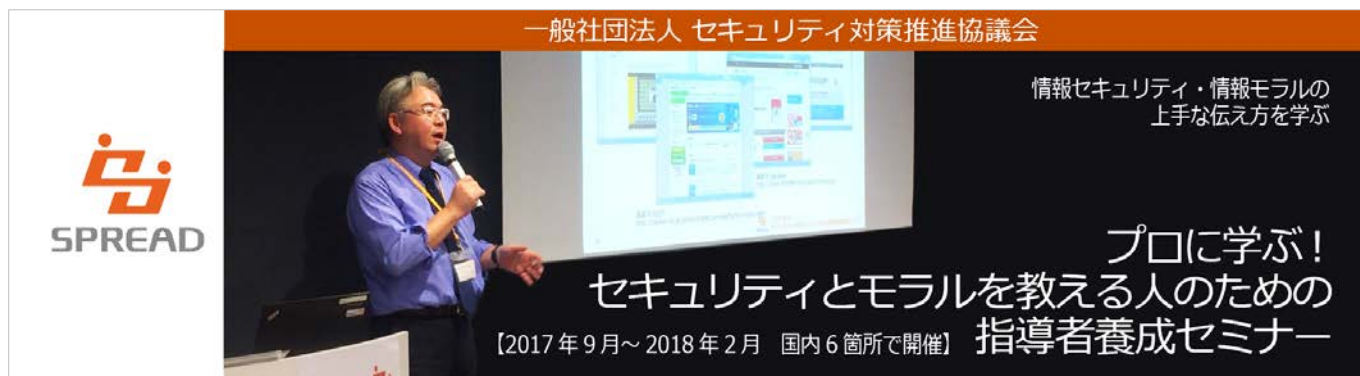 一般社団法人 セキュリティ対策推進協議会
情報セキュリティ・情報モラルの
上手な伝え方を学ぶ
SPREAD
プロに学ぶ！
セキュリティとモラルを教える人のための
【2017年9月～2018年2月 国内6箇所で開催】 指導者養成セミナー